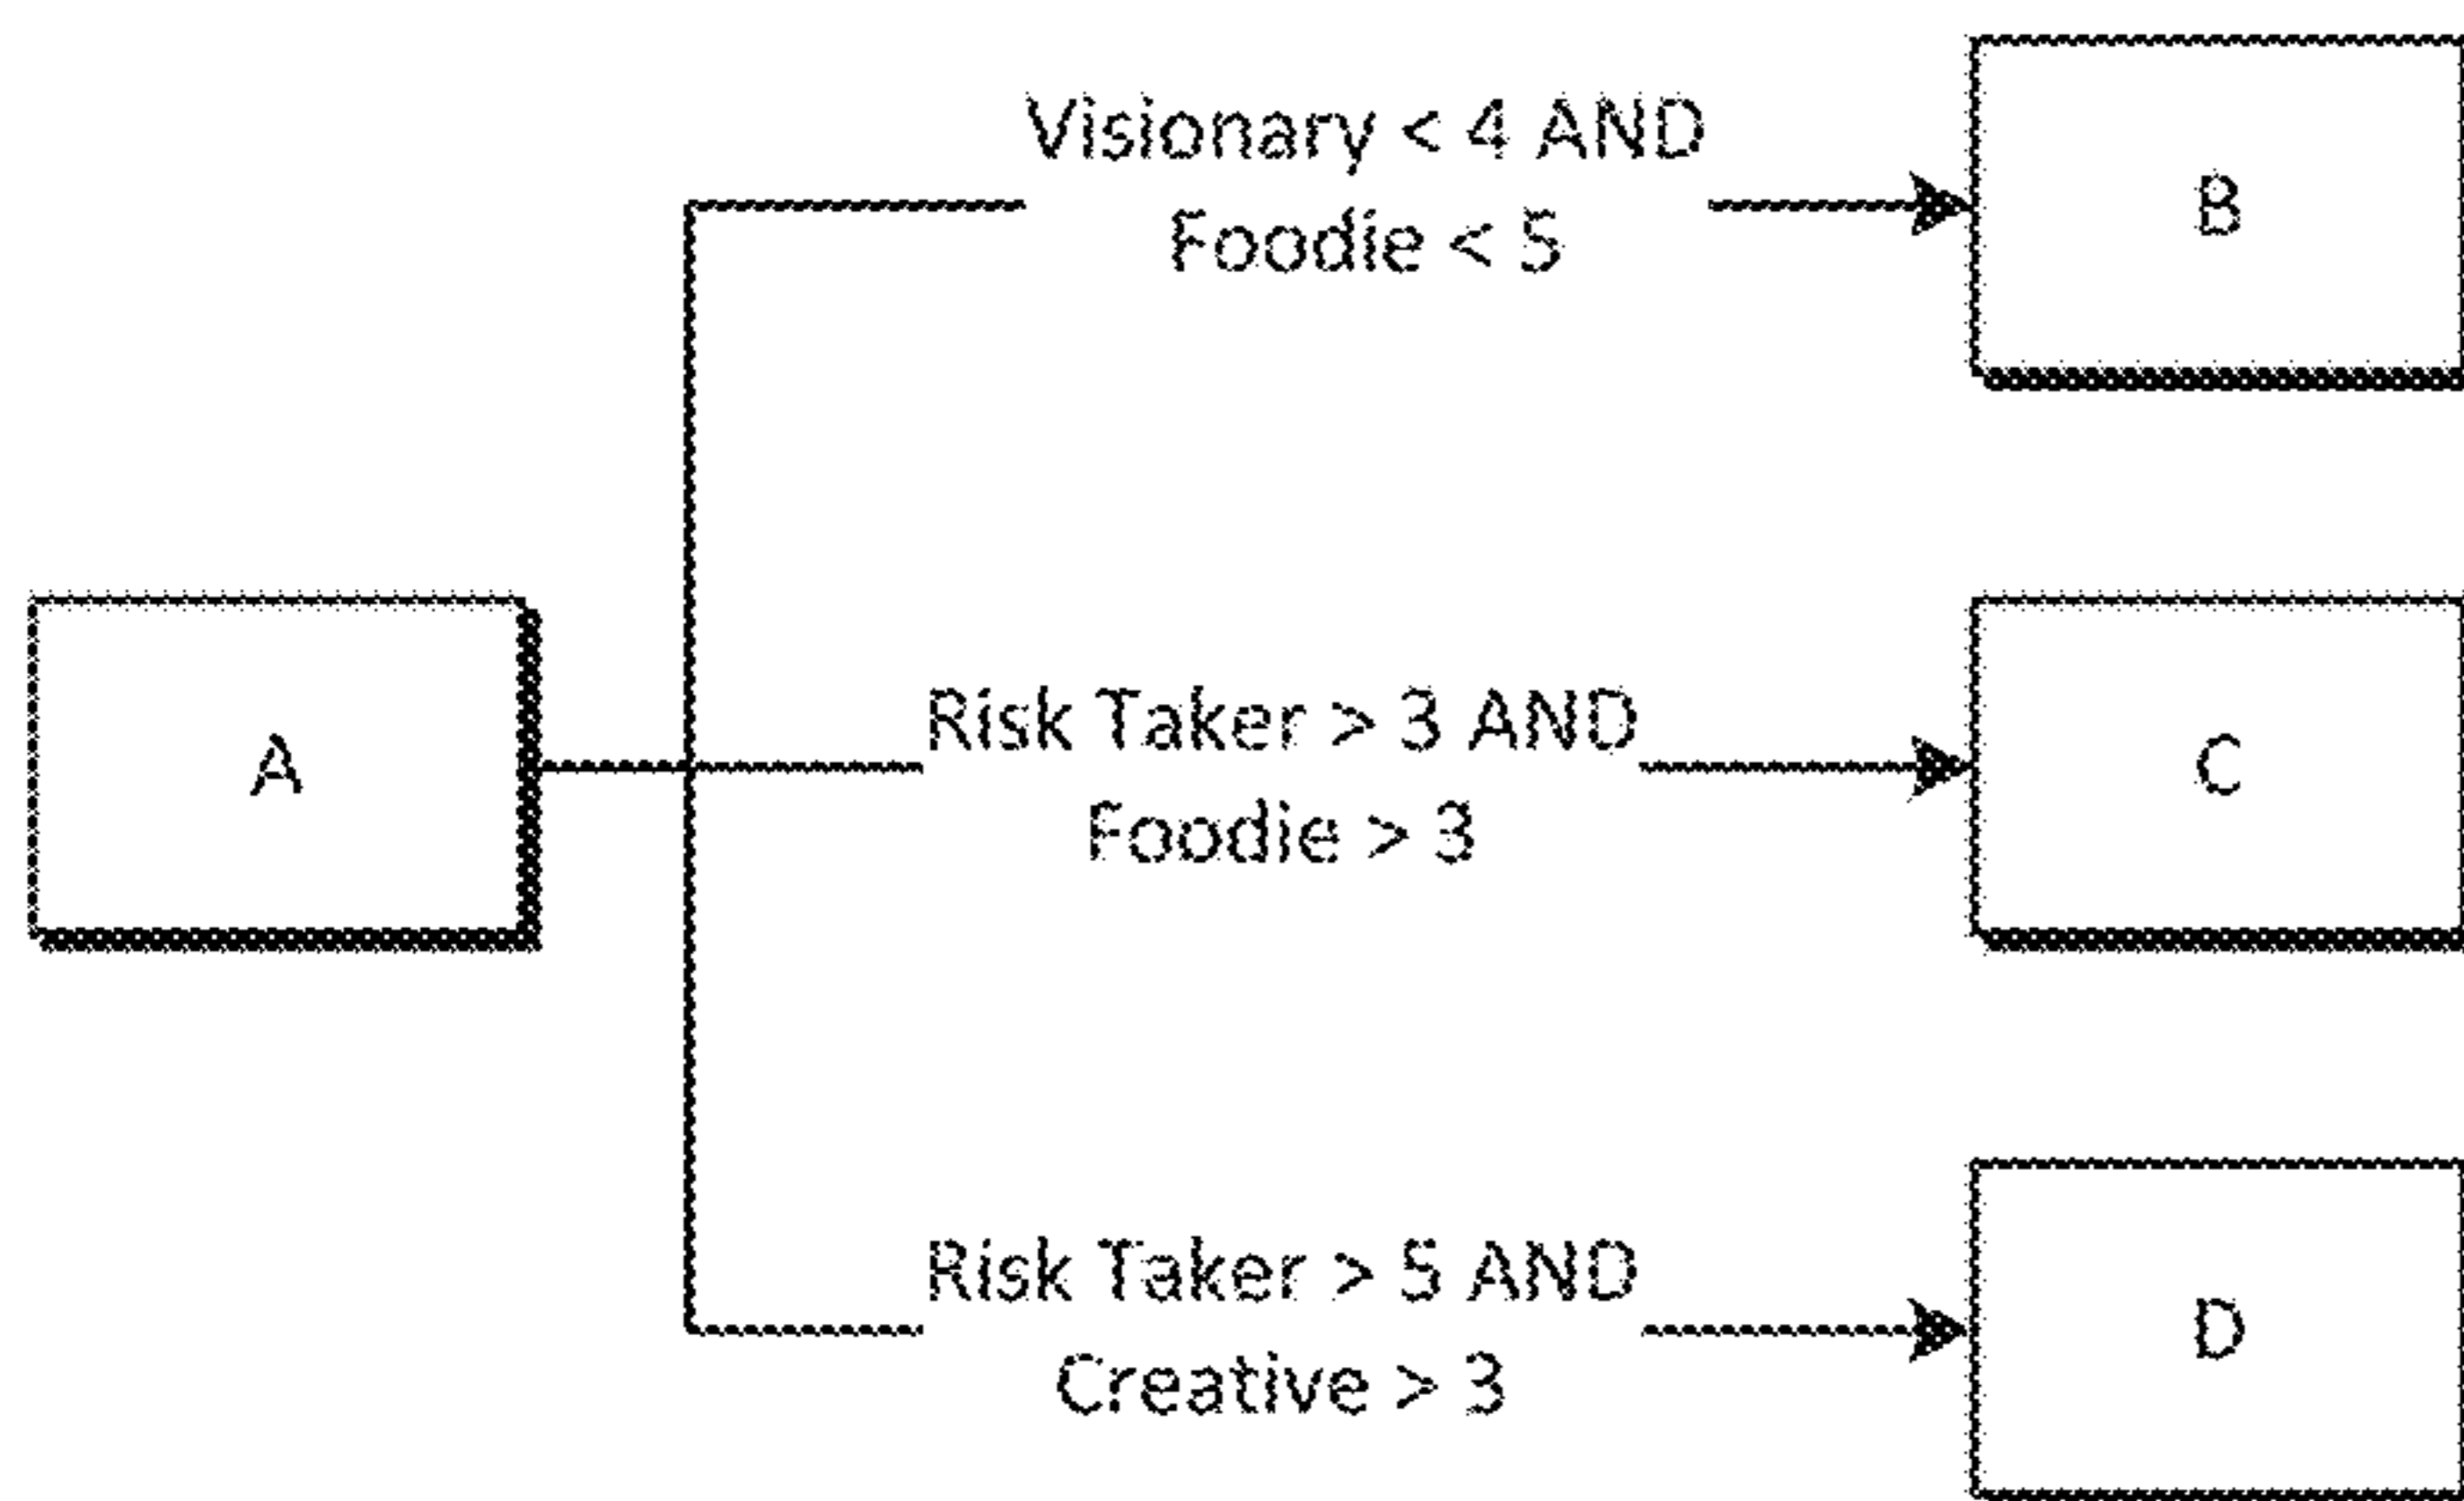 Visionary < 4 AND
Foodie < 5
B
A
Risk Taker > 3 AND
Foodie > 3
C
Risk Taker > 5 AND
Creative > 3
D